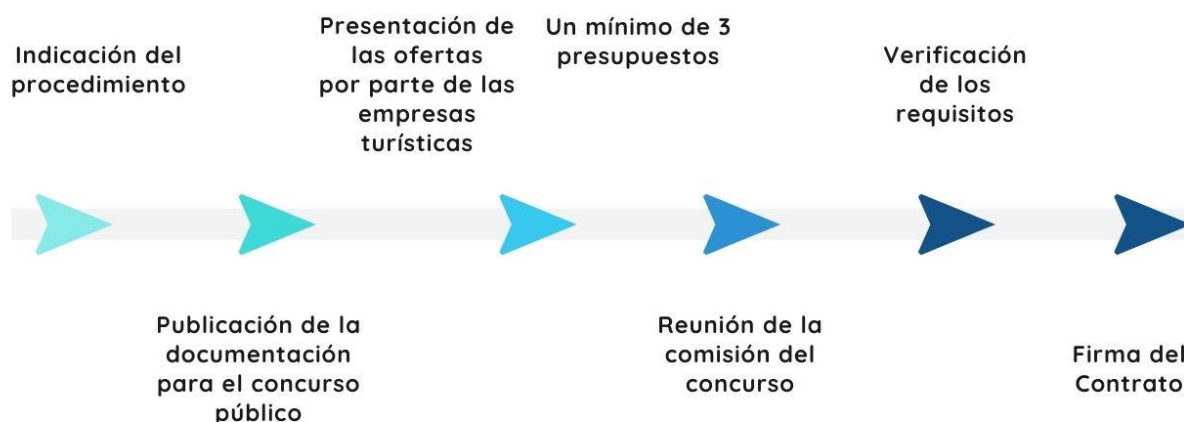 Indicación del
procedimiento
Publicación de la
documentación
para el concurso
público
Presentación de
las ofertas
por parte de las
empresas
turísticas
Un mínimo de 3
presupuestos
Reunión de la
comisión del
concurso
Verificación
de los
requisitos
Firma del
Contrato